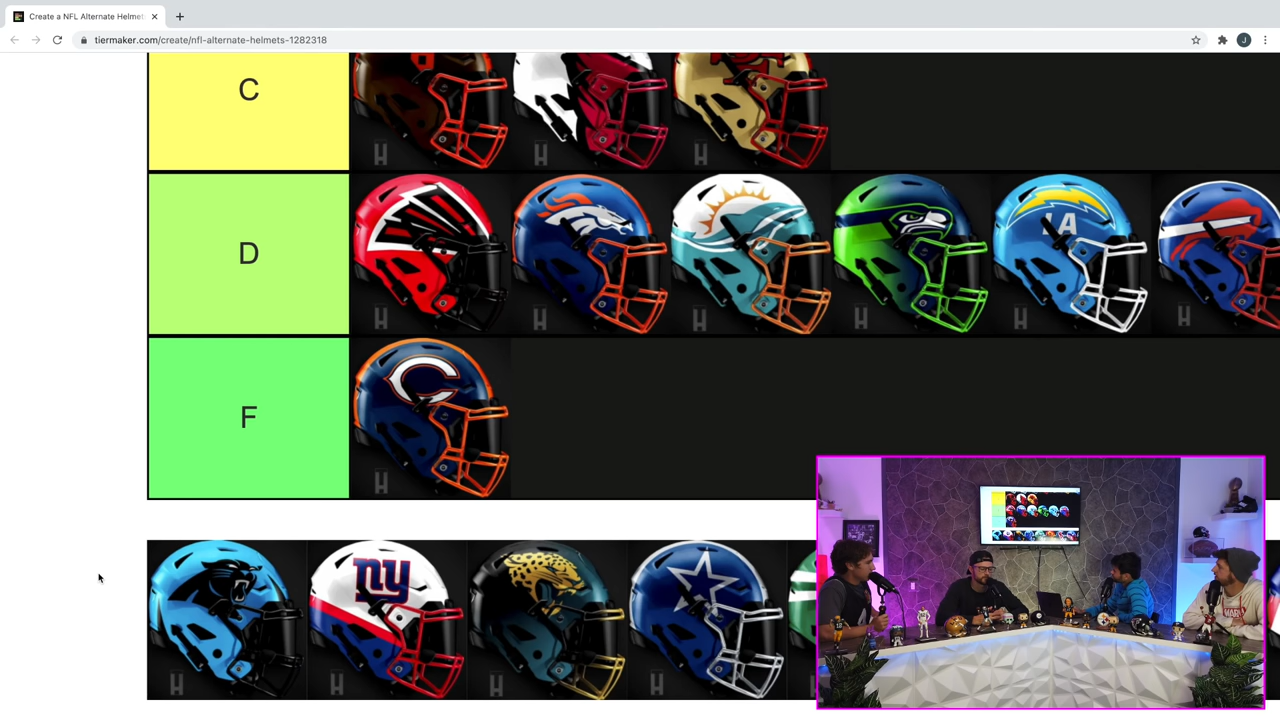 Create a NFL Alternate Helmet
tiermaker.com/create/nfl-alternate-helmets-1282318
J
C
D
LA
F
C
ny